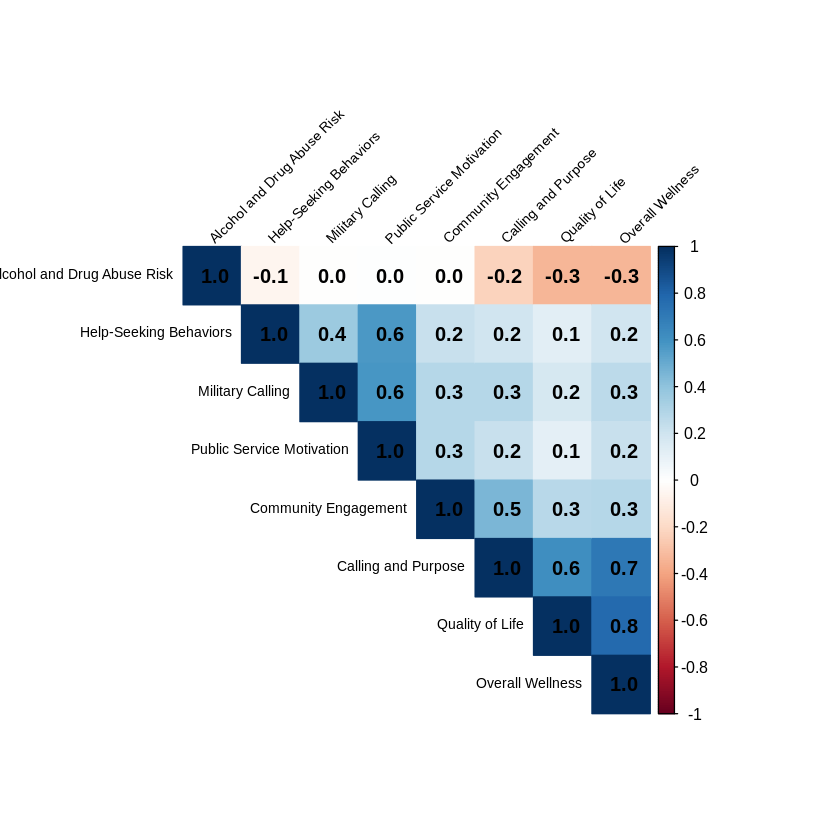 Alcohol and Drug Abuse Risk
Help-Seeking Behaviors
Military Calling
Public Service Motivation
Community Engagement
Calling and Purpose
Quality of Life
Overall Wellness
lcohol and Drug Abuse Risk 1.0 -0.1 0.0 0.0 0.0 -0.2 -0.3 -0.3
Help-Seeking Behaviors 1.0 0.4 0.6 0.2 0.2 0.1 0.2
Military Calling 1.0 0.6 0.3 0.3 0.2 0.3
Public Service Motivation 1.0 0.3 0.2 0.1 0.2
Community Engagement 1.0 0.5 0.3 0.3
Calling and Purpose 1.0 0.6 0.7
Quality of Life 1.0 0.8
Overall Wellness 1.0
1
0.8
0.6
0.4
0.2
0
-0.2
-0.4
-0.6
-0.8
-1